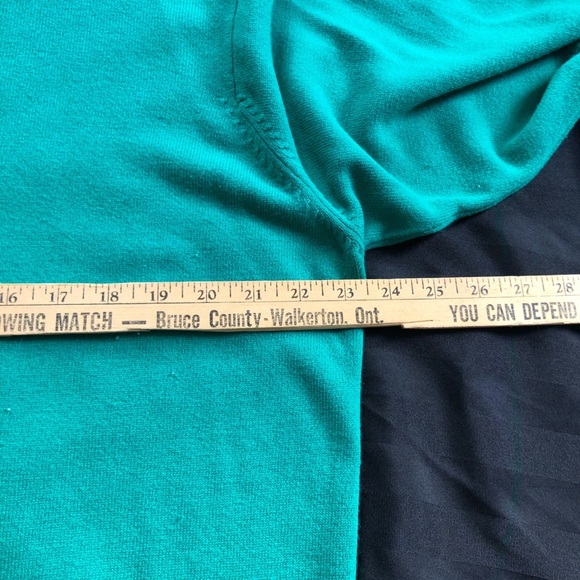 16 17 18 19 20 21 22 23 24 25 26 27 28
OWING MATCH — Bruce County-Walkerton, Ont. YOU CAN DEPEND